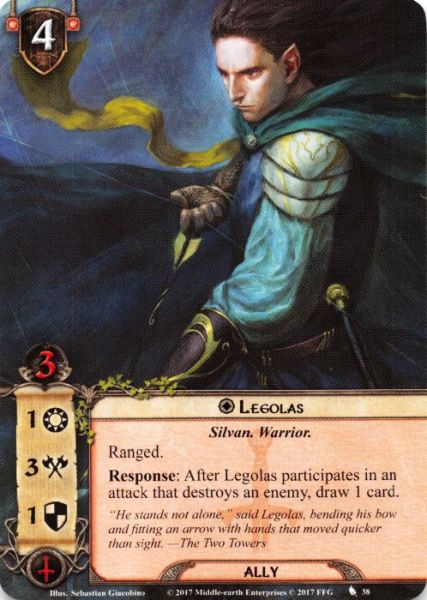 4
3
1
3
1
Legolas
Silvan. Warrior.
Ranged.
Response: After Legolas participates in an
attack that destroys an enemy, draw 1 card.
"He stands not alone," said Legolas, bending his bow
and fitting an arrow with hands that moved quicker
than sight. —The Two Towers
ALLY
Illus. Sebastian Giacobino © 2017 Middle-earth Enterprises © 2017 FFG 38